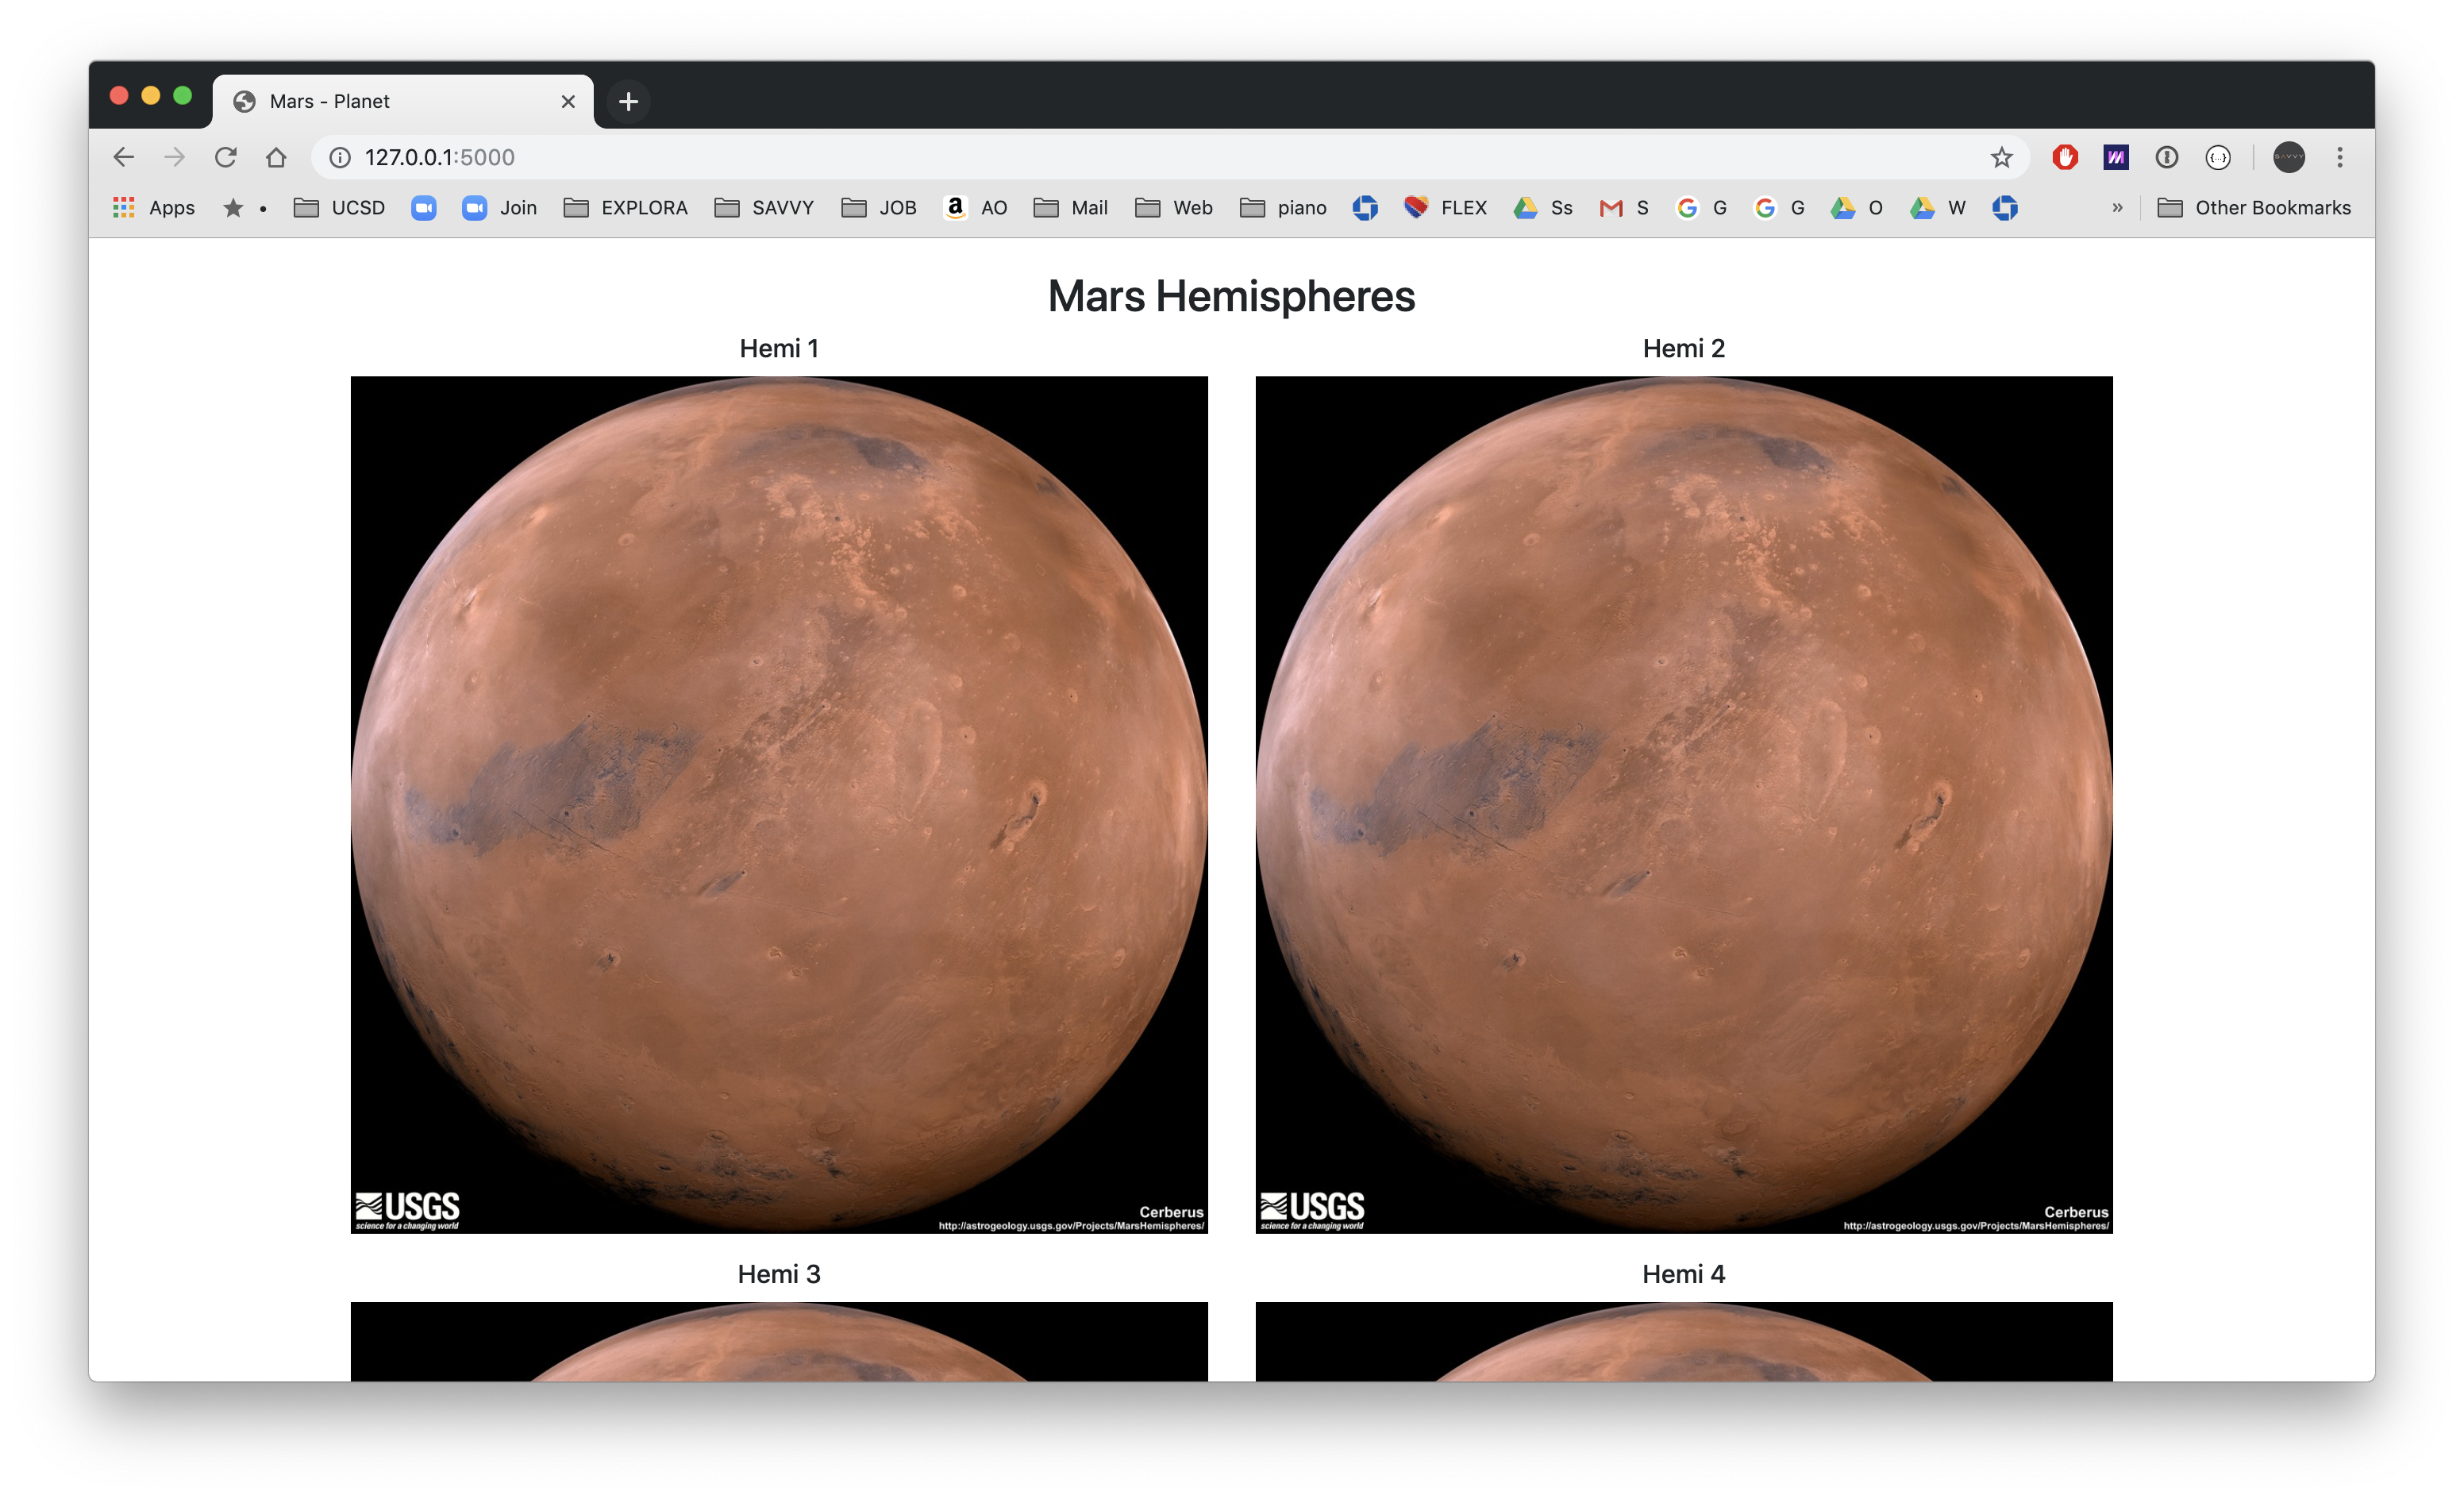 Mars - Planet
127.0.0.1:5000
Apps • UCSD Join EXPLORA SAVVY JOB AO Mail Web piano FLEX Ss S G G O W » Other Bookmarks
Mars Hemispheres
Hemi 1 Hemi 2
USGS
science for a changing world
Cerberus
http://astrogeology.usgs.gov/Projects/MarsHemispheres/
USGS
science for a changing world
Cerberus
http://astrogeology.usgs.gov/Projects/MarsHemispheres/
Hemi 3 Hemi 4